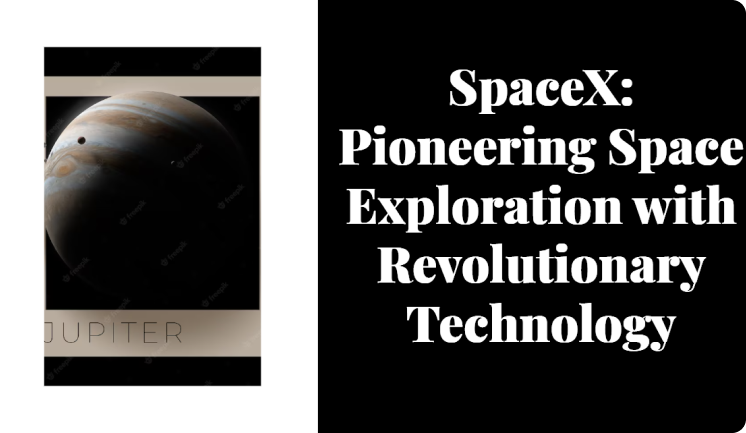 JUPITER
SpaceX:
Pioneering Space
Exploration with
Revolutionary
Technology